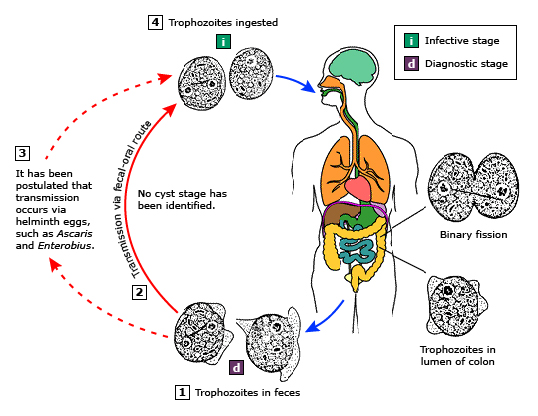 4 Trophozoites ingested
i
i Infective stage
d Diagnostic stage
3
It has been
postulated that
transmission
occurs via
helminth eggs,
such as Ascaris
and Enterobius.
Transmission via fecal-oral route
2
No cyst stage has
been identified.
Binary fission
Trophozoites in
lumen of colon
d
1 Trophozoites in feces